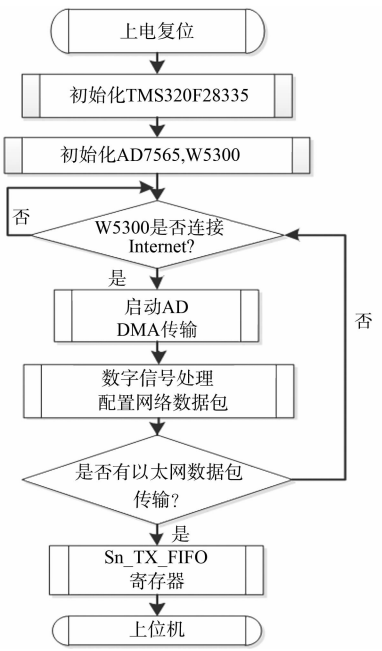 上电复位
初始化TMS320F28335
初始化AD7565,W5300
否
W5300是否连接
Internet?
是
启动AD
DMA传输
否
数字信号处理
配置网络数据包
是否有以太网数据包
传输?
是
Sn_TX_FIFO
寄存器
上位机